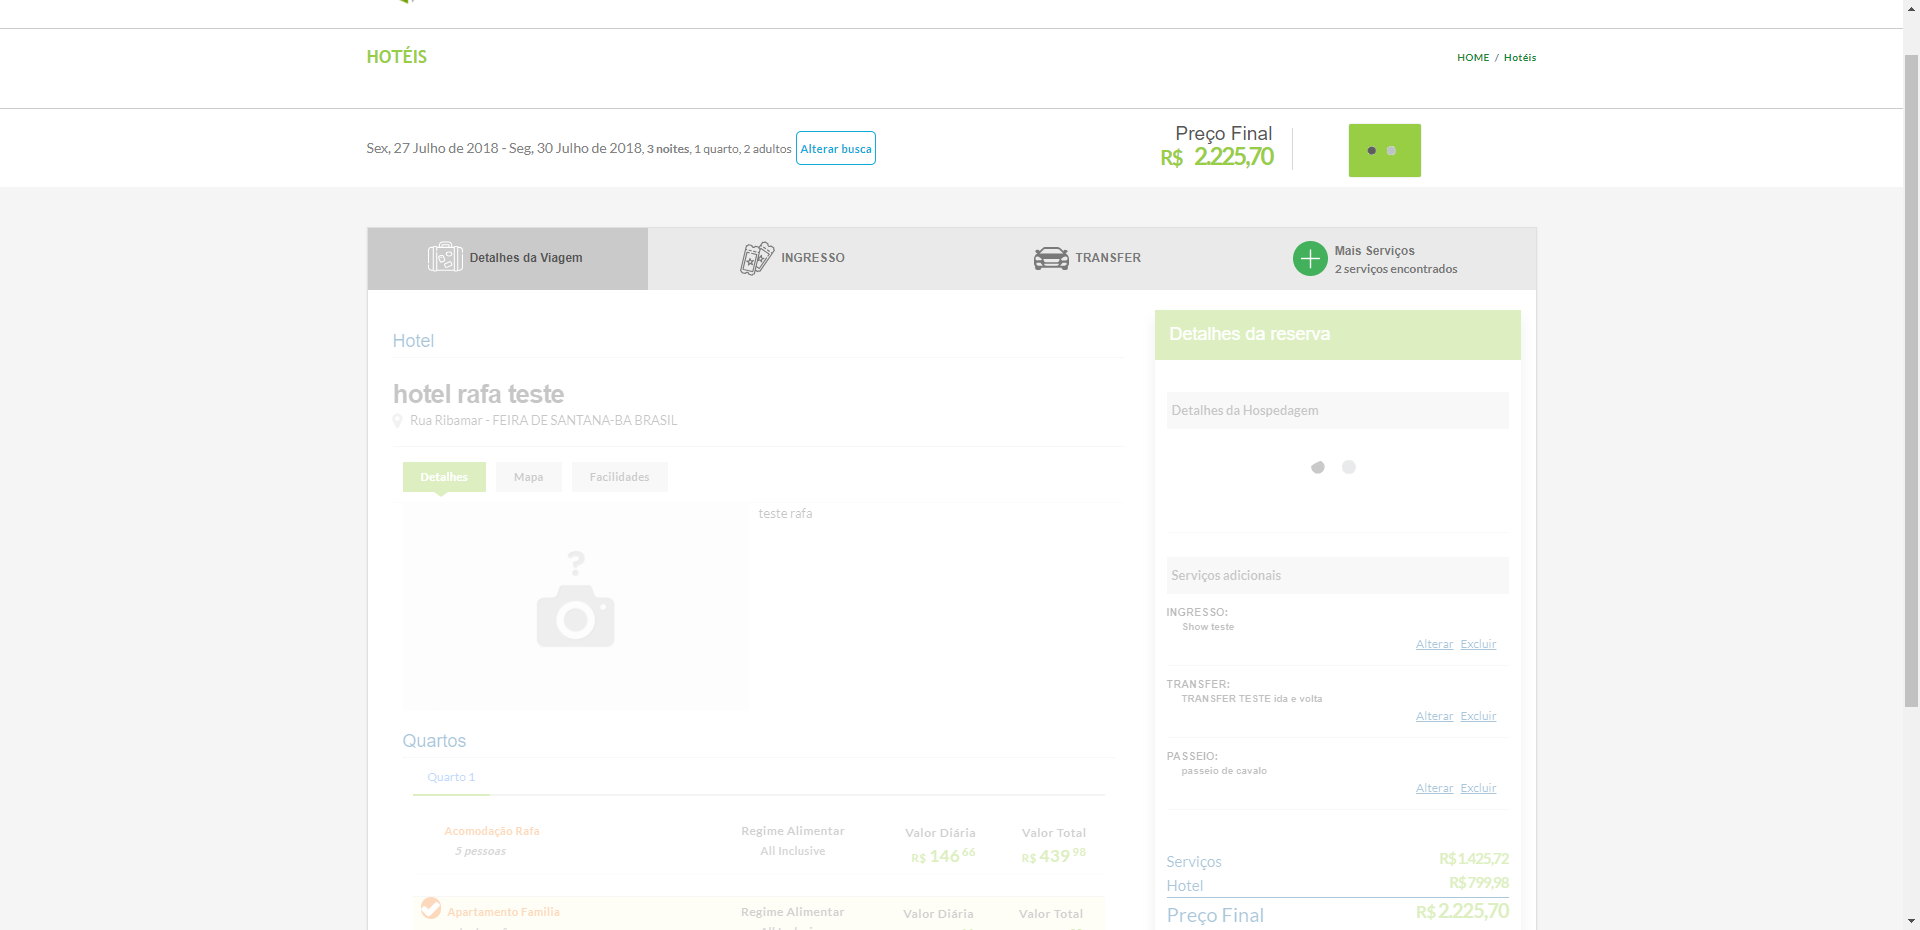 HOTÉIS
HOME / Hotéis
Sex, 27 Julho de 2018 - Seg, 30 Julho de 2018, 3 noites, 1 quarto, 2 adultos
Alterar busca
Preço Final
R$ 2.225,70
Detalhes da Viagem
INGRESSO
TRANSFER
Mais Serviços
2 serviços encontrados
Hotel
hotel rafa teste
Rua Ribamar - FEIRA DE SANTANA-BA BRASIL
Detalhes
Mapa
Facilidades
teste rafa
?
Quartos
Quarto 1
Acomodação Rafa
5 pessoas
Regime Alimentar
All Inclusive
Valor Diária
R$ 146 66
Valor Total
R$ 439 98
Apartamento Familia
Regime Alimentar
Valor Diária
Valor Total
Detalhes da reserva
Detalhes da Hospedagem
Serviços adicionais
INGRESSO:
Show teste
Alterar Excluir
TRANSFER:
TRANSFER TESTE ida e volta
Alterar Excluir
PASSEIO:
passeio de cavalo
Alterar Excluir
Serviços R$ 1.425,72
Hotel R$ 799,98
Preço Final R$ 2.225,70